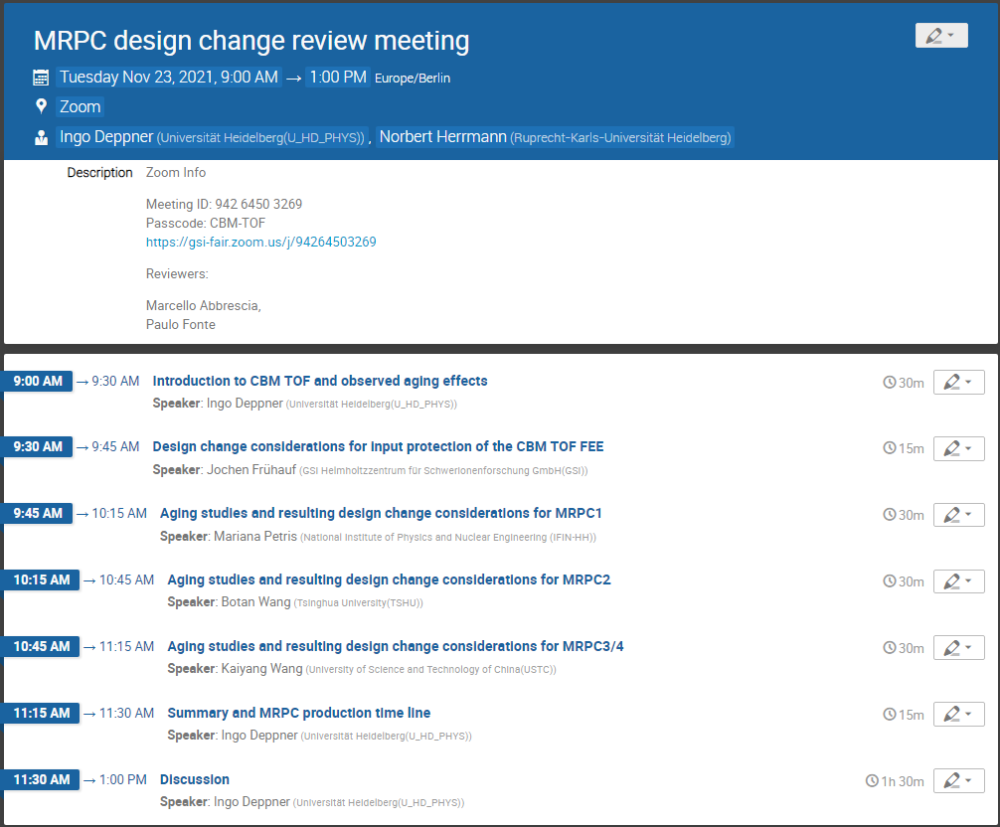 MRPC design change review meeting
Tuesday Nov 23, 2021, 9:00 AM → 1:00 PM Europe/Berlin
Zoom
Ingo Deppner (Universität Heidelberg(U_HD_PHYS)) , Norbert Herrmann (Ruprecht-Karls-Universität Heidelberg)
Description Zoom Info
Meeting ID: 942 6450 3269
Passcode: CBM-TOF
https://gsi-fair.zoom.us/j/94264503269
Reviewers:
Marcello Abbrescia,
Paulo Fonte
9:00 AM → 9:30 AM Introduction to CBM TOF and observed aging effects 30m
Speaker: Ingo Deppner (Universität Heidelberg(U_HD_PHYS))
9:30 AM → 9:45 AM Design change considerations for input protection of the CBM TOF FEE 15m
Speaker: Jochen Frühauf (GSI Helmholtzzentrum für Schwerionenforschung GmbH(GSI))
9:45 AM → 10:15 AM Aging studies and resulting design change considerations for MRPC1 30m
Speaker: Mariana Petris (National Institute of Physics and Nuclear Engineering (IFIN-HH))
10:15 AM → 10:45 AM Aging studies and resulting design change considerations for MRPC2 30m
Speaker: Botan Wang (Tsinghua University(TSHU))
10:45 AM → 11:15 AM Aging studies and resulting design change considerations for MRPC3/4 30m
Speaker: Kaiyang Wang (University of Science and Technology of China(USTC))
11:15 AM → 11:30 AM Summary and MRPC production time line 15m
Speaker: Ingo Deppner (Universität Heidelberg(U_HD_PHYS))
11:30 AM → 1:00 PM Discussion 1h 30m
Speaker: Ingo Deppner (Universität Heidelberg(U_HD_PHYS))